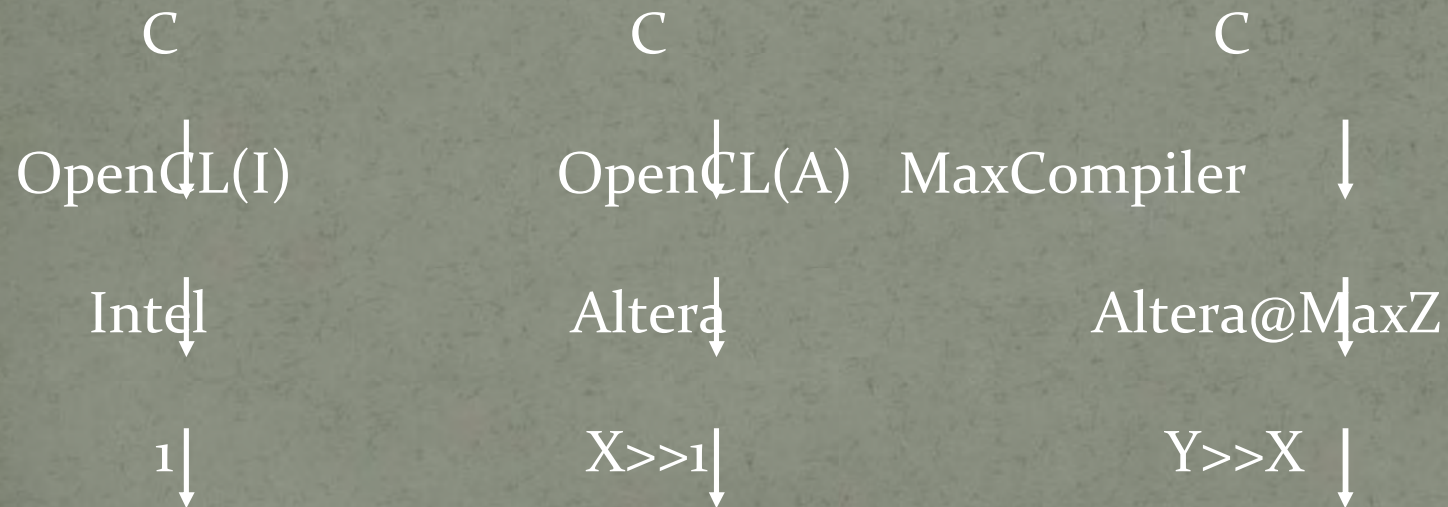 C C C
OpenCL(I) OpenCL(A) MaxCompiler
Intel Altera Altera@MaxZ
1 X>>1 Y>>X